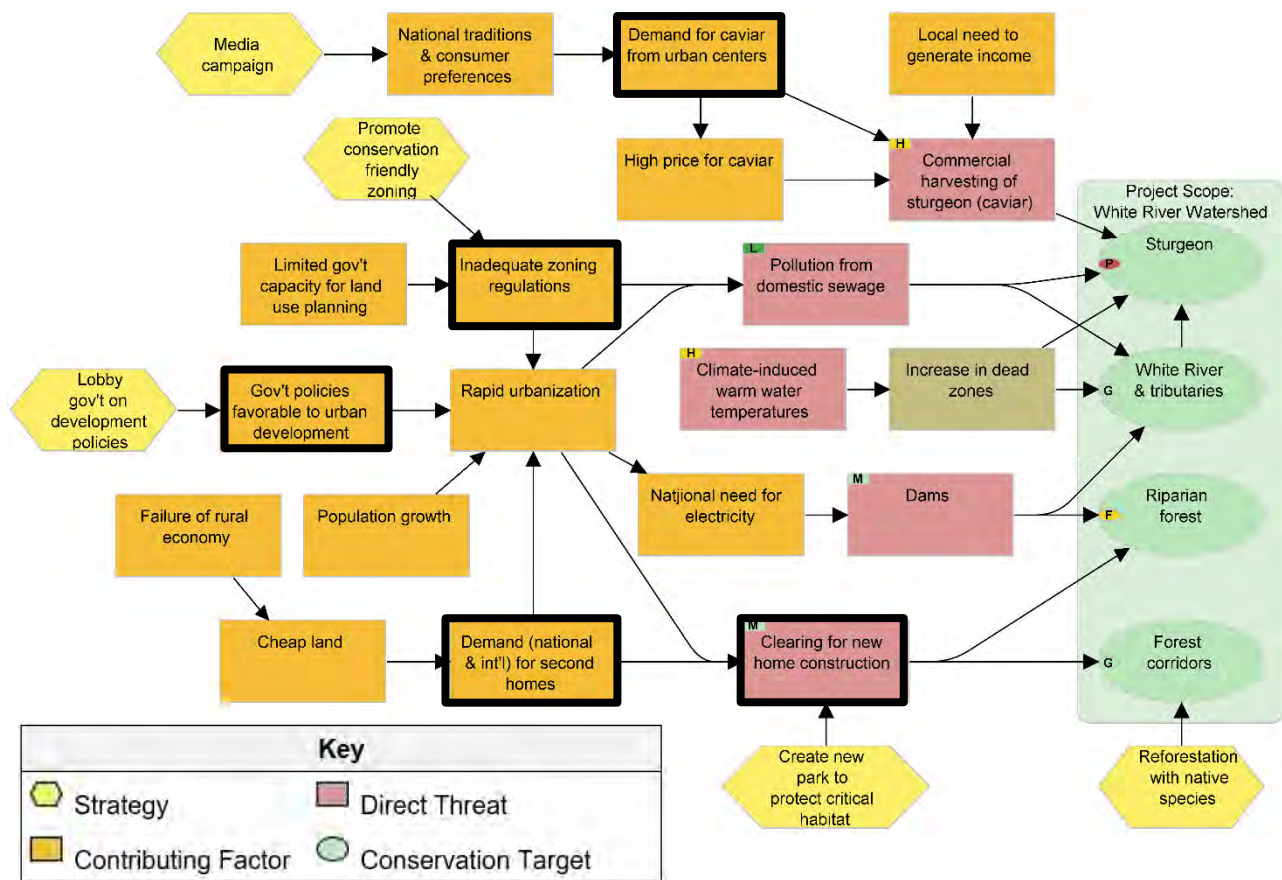 Media
campaign
National traditions
& consumer
preferences
Demand for caviar
from urban centers
Local need to
generate income
Promote
conservation
friendly
zoning
High price for caviar
H
Commercial
harvesting of
sturgeon (caviar)
Project Scope:
White River Watershed
Sturgeon
P
Limited gov't
capacity for land
use planning
Inadequate zoning
regulations
L
Pollution from
domestic sewage
Lobby
gov't on
development
policies
Gov't policies
favorable to urban
development
Rapid urbanization
H
Climate-induced
warm water
temperatures
Increase in dead
zones
G
White River
& tributaries
Failure of rural
economy
Population growth
Natjional need for
electricity
M
Dams
F
Riparian
forest
Cheap land
Demand (national
& int'l) for second
homes
M
Clearing for new
home construction
G
Forest
corridors
Create new
park to
protect critical
habitat
Reforestation
with native
species
Key
Strategy
Direct Threat
Contributing Factor
Conservation Target